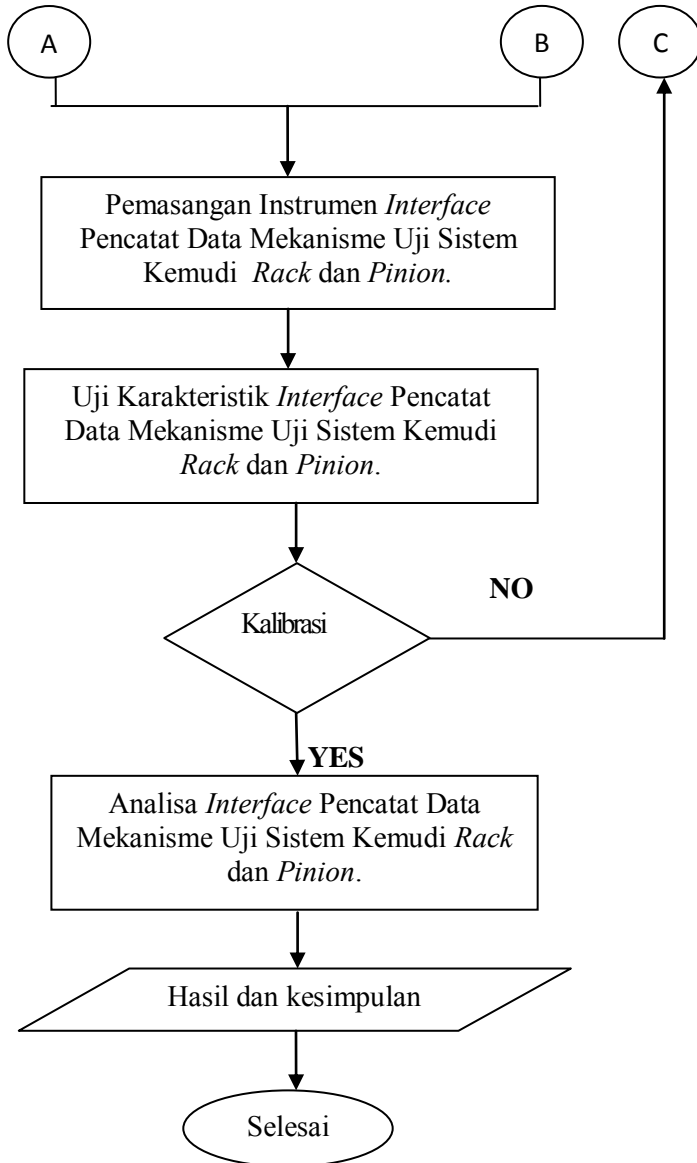 A
B
C
Pemasangan Instrumen Interface
Pencatat Data Mekanisme Uji Sistem
Kemudi Rack dan Pinion.
Uji Karakteristik Interface Pencatat
Data Mekanisme Uji Sistem Kemudi
Rack dan Pinion.
NO
Kalibrasi
YES
Analisa Interface Pencatat Data
Mekanisme Uji Sistem Kemudi Rack
dan Pinion.
Hasil dan kesimpulan
Selesai